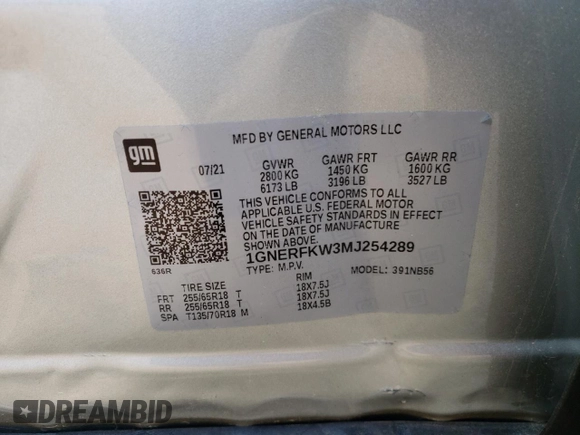 MFD BY GENERAL MOTORS LLC
gm
07/21 GVWR GAWR FRT GAWR RR
2800 KG 1450 KG 1600 KG
6173 LB 3196 LB 3527 LB
THIS VEHICLE CONFORMS TO ALL
APPLICABLE U.S. FEDERAL MOTOR
VEHICLE SAFETY STANDARDS IN EFFECT
ON THE DATE OF MANUFACTURE
SHOWN ABOVE.
1GNERFKW3MJ254289
636R
TYPE: M.P.V. MODEL: 391NB56
TIRE SIZE RIM
FRT 255/65R18 T 18X7.5J
RR 255/65R18 T 18X7.5J
SPA T135/70R18 M 18X4.5B
DREAMBID